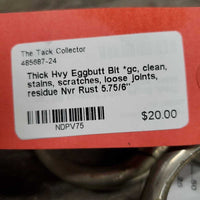 The Tack Collector
485687-24
Thick Hvy Eggbutt Bit *gc, clean,
stains, scratches, loose joints,
residue Nvr Rust 5.75/6"
NDPV75
$20.00